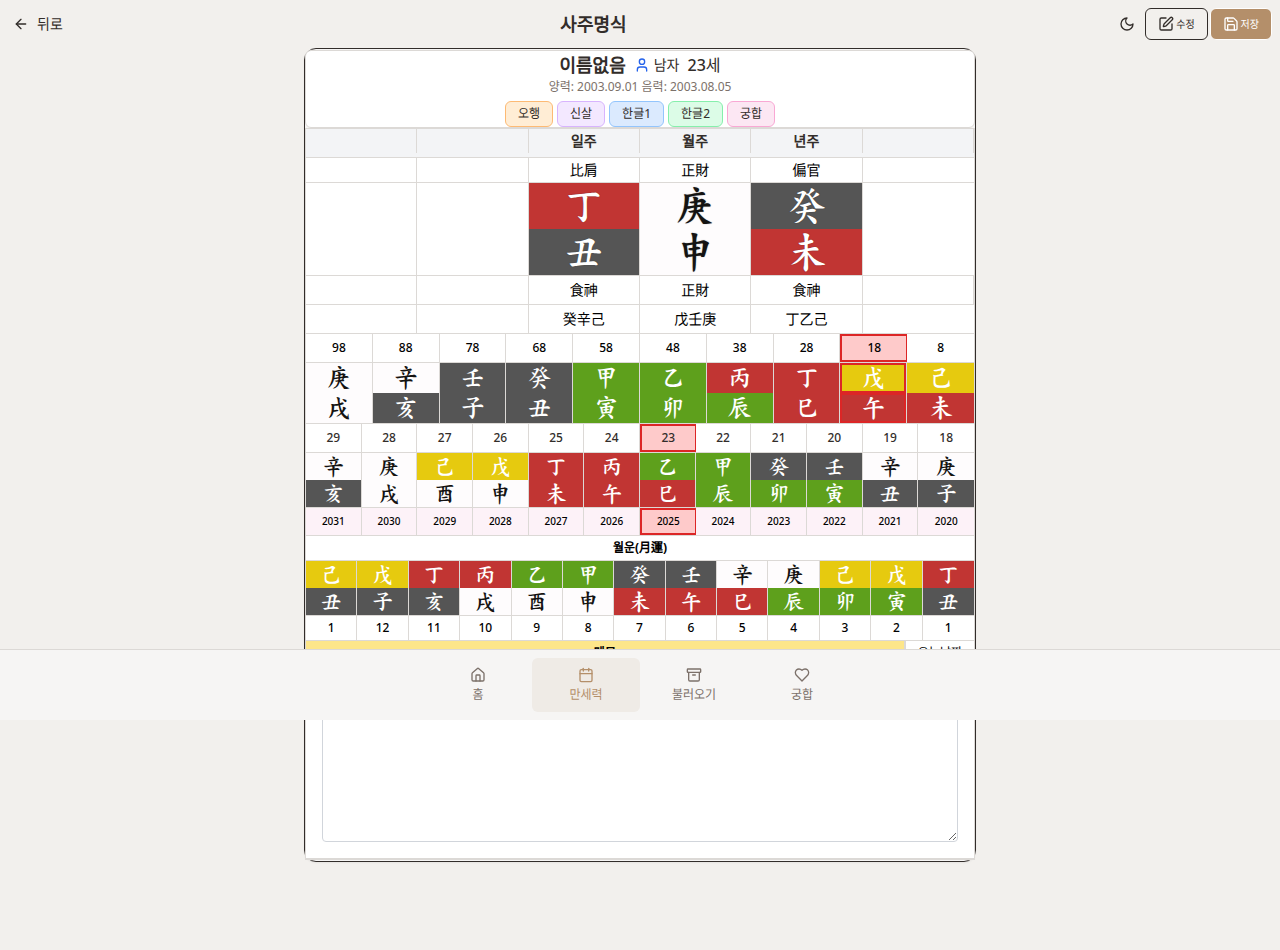 뒤로
사주명식
수정
저장
이름없음 남자 23세
양력: 2003.09.01 음력: 2003.08.05
오행 신살 한글1 한글2 궁합
일주 월주 년주
比肩 正財 偏官
丁 庚 癸
丑 申 未
食神 正財 食神
癸辛己 戊壬庚 丁乙己
98 88 78 68 58 48 38 28 18 8
庚 辛 壬 癸 甲 乙 丙 丁 戊 己
戌 亥 子 丑 寅 卯 辰 巳 午 未
29 28 27 26 25 24 23 22 21 20 19 18
辛 庚 己 戊 丁 丙 乙 甲 癸 壬 辛 庚
亥 戌 酉 申 未 午 巳 辰 卯 寅 丑 子
2031 2030 2029 2028 2027 2026 2025 2024 2023 2022 2021 2020
월운(月運)
己 戊 丁 丙 乙 甲 癸 壬 辛 庚 己 戊 丁
丑 子 亥 戌 酉 申 未 午 巳 辰 卯 寅 丑
1 12 11 10 9 8 7 6 5 4 3 2 1
홈 만세력 불러오기 궁합